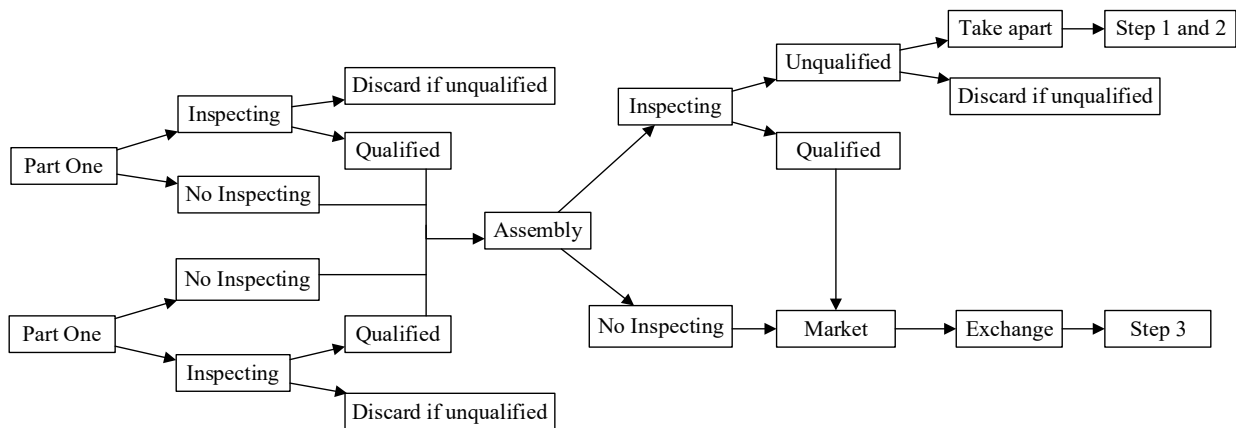 Take apart
Step 1 and 2
Unqualified
Discard if unqualified
Discard if unqualified
Inspecting
Inspecting
Qualified
Qualified
Part One
No Inspecting
Assembly
No Inspecting
Part One
Qualified
No Inspecting
Market
Exchange
Step 3
Inspecting
Discard if unqualified